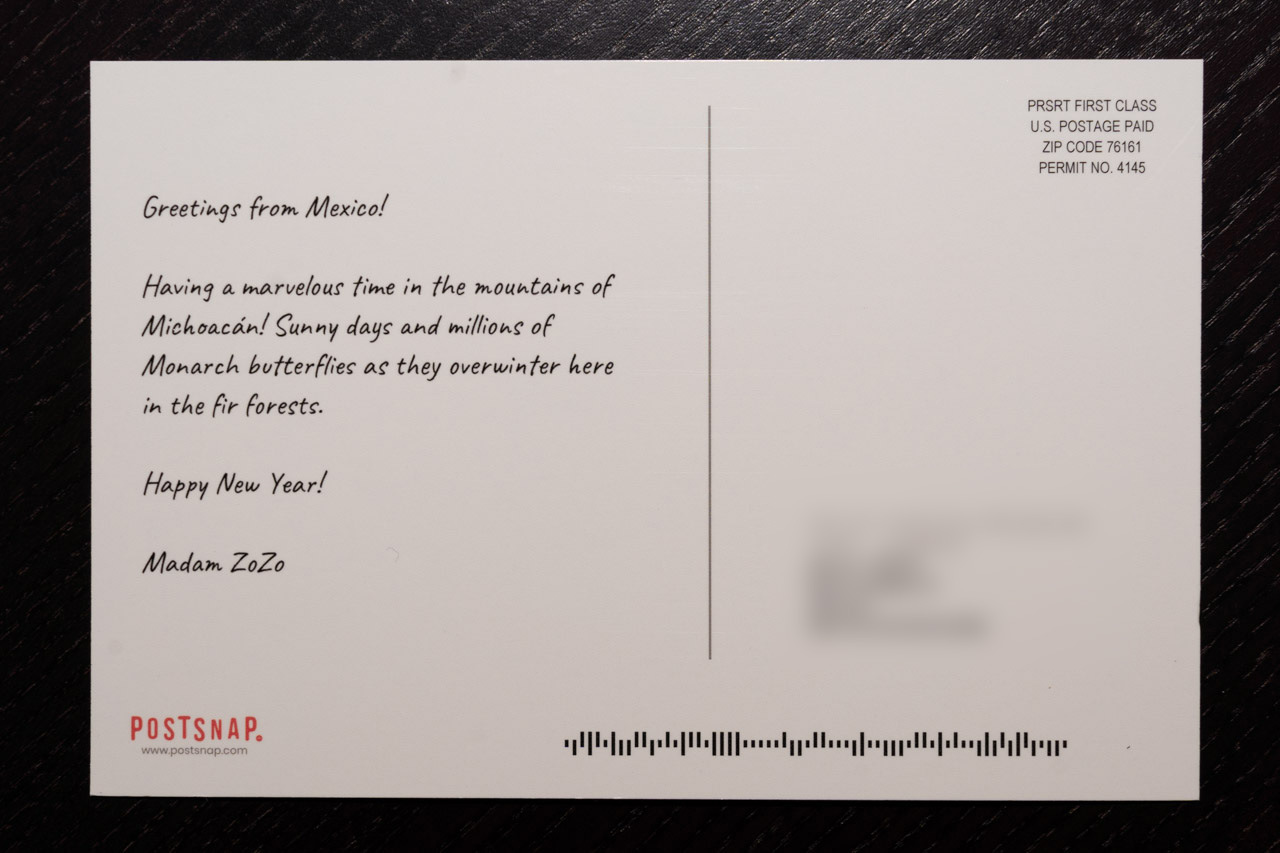 Greetings from Mexico!
Having a marvelous time in the mountains of
Michoacán! Sunny days and millions of
Monarch butterflies as they overwinter here
in the fir forests.
Happy New Year!
Madam ZoZo
POSTSNAP.
www.postsnap.com
PRSRT FIRST CLASS
U.S. POSTAGE PAID
ZIP CODE 76161
PERMIT NO. 4145